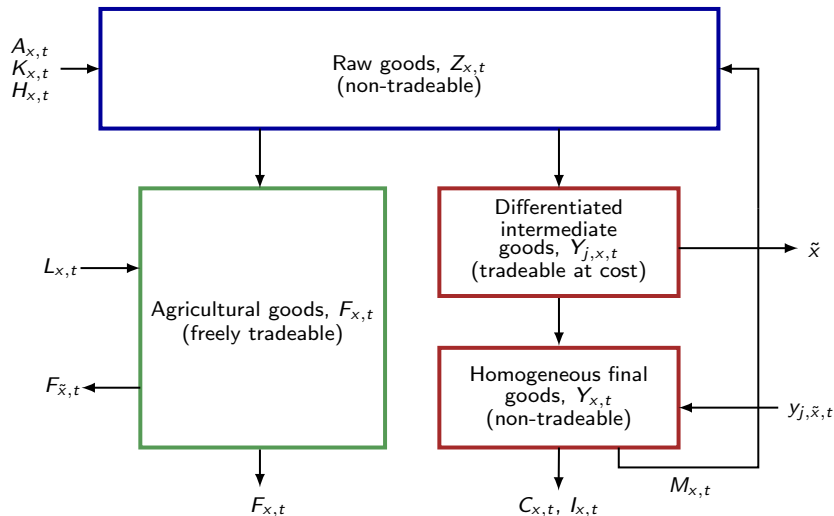 A_{x,t}
K_{x,t}
H_{x,t}
Raw goods, Z_{x,t}
(non-tradeable)
L_{x,t}
Agricultural goods, F_{x,t}
(freely tradeable)
F_{x̃,t}
F_{x,t}
Differentiated
intermediate
goods, Y_{j,x,t}
(tradeable at cost)
x̃
Homogeneous final
goods, Y_{x,t}
(non-tradeable)
y_{j,x̃,t}
M_{x,t}
C_{x,t}, I_{x,t}